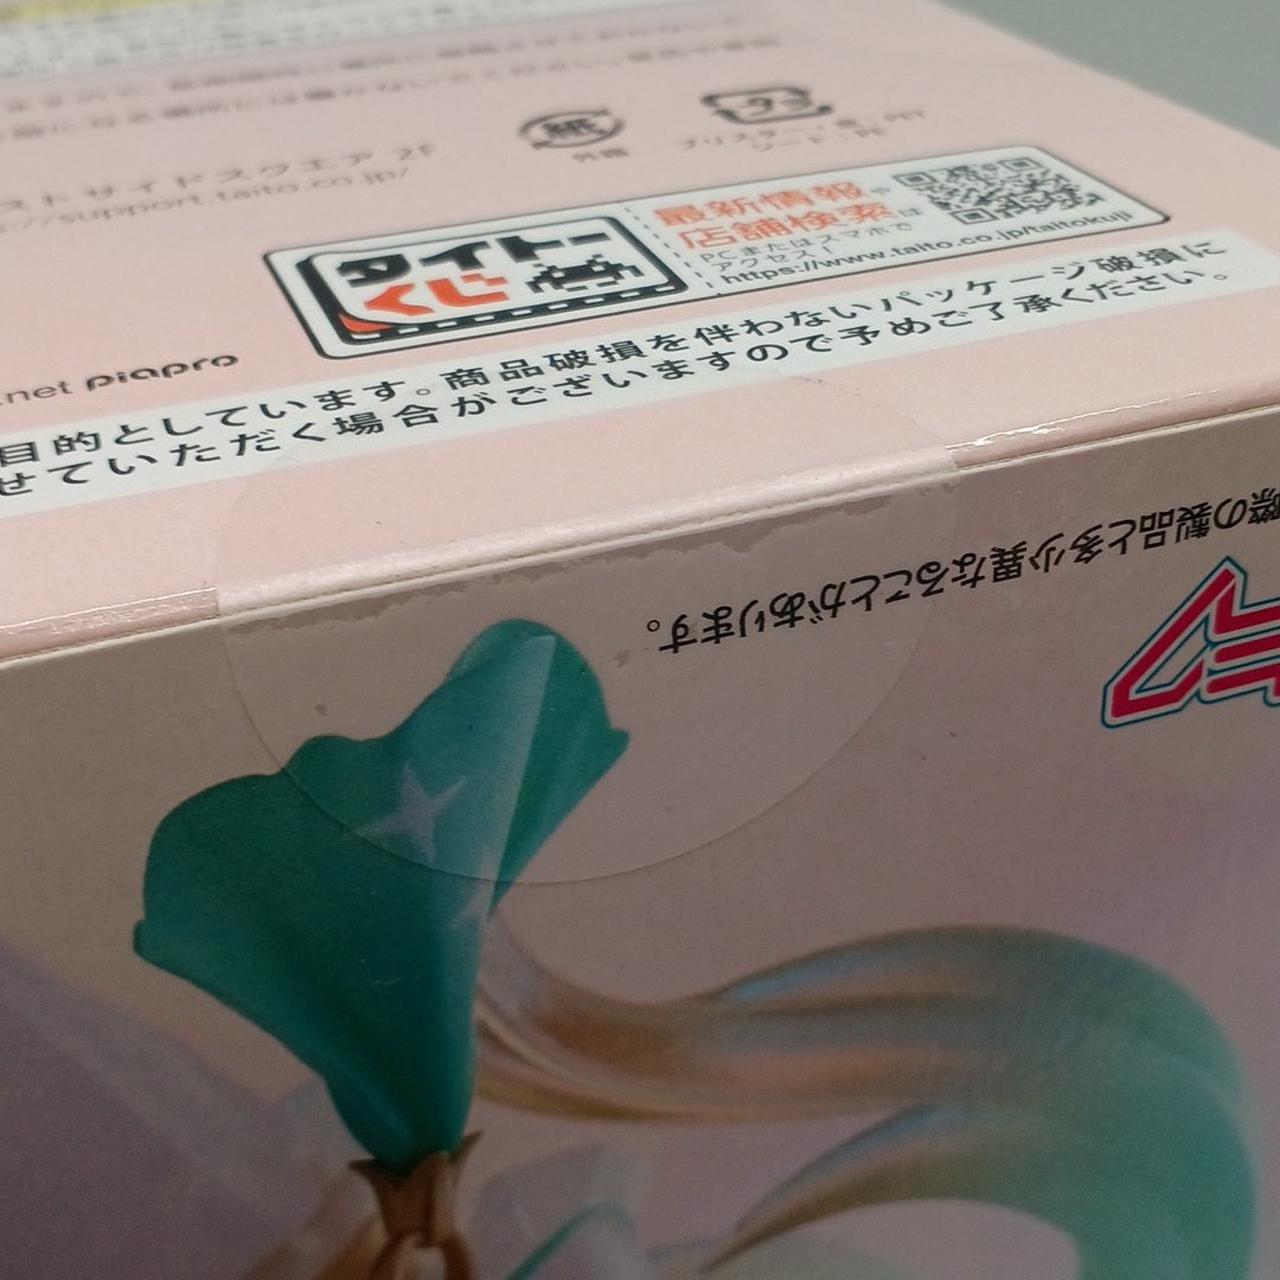 ストサイドスクエア 2F
://support.taito.co.jp/
紙
外箱
プラ
ブリスター・袋：PET
シート：PE
タイトー
くじ
最新情報や
店舗検索は
PCまたはスマホで
アクセス！
https://www.taito.co.jp/taitokuji
.net piapro
目的としています。商品破損を伴わないパッケージ破損に
せていただく場合がございますので予めご了承ください。
際の製品と多少異なることがあります。